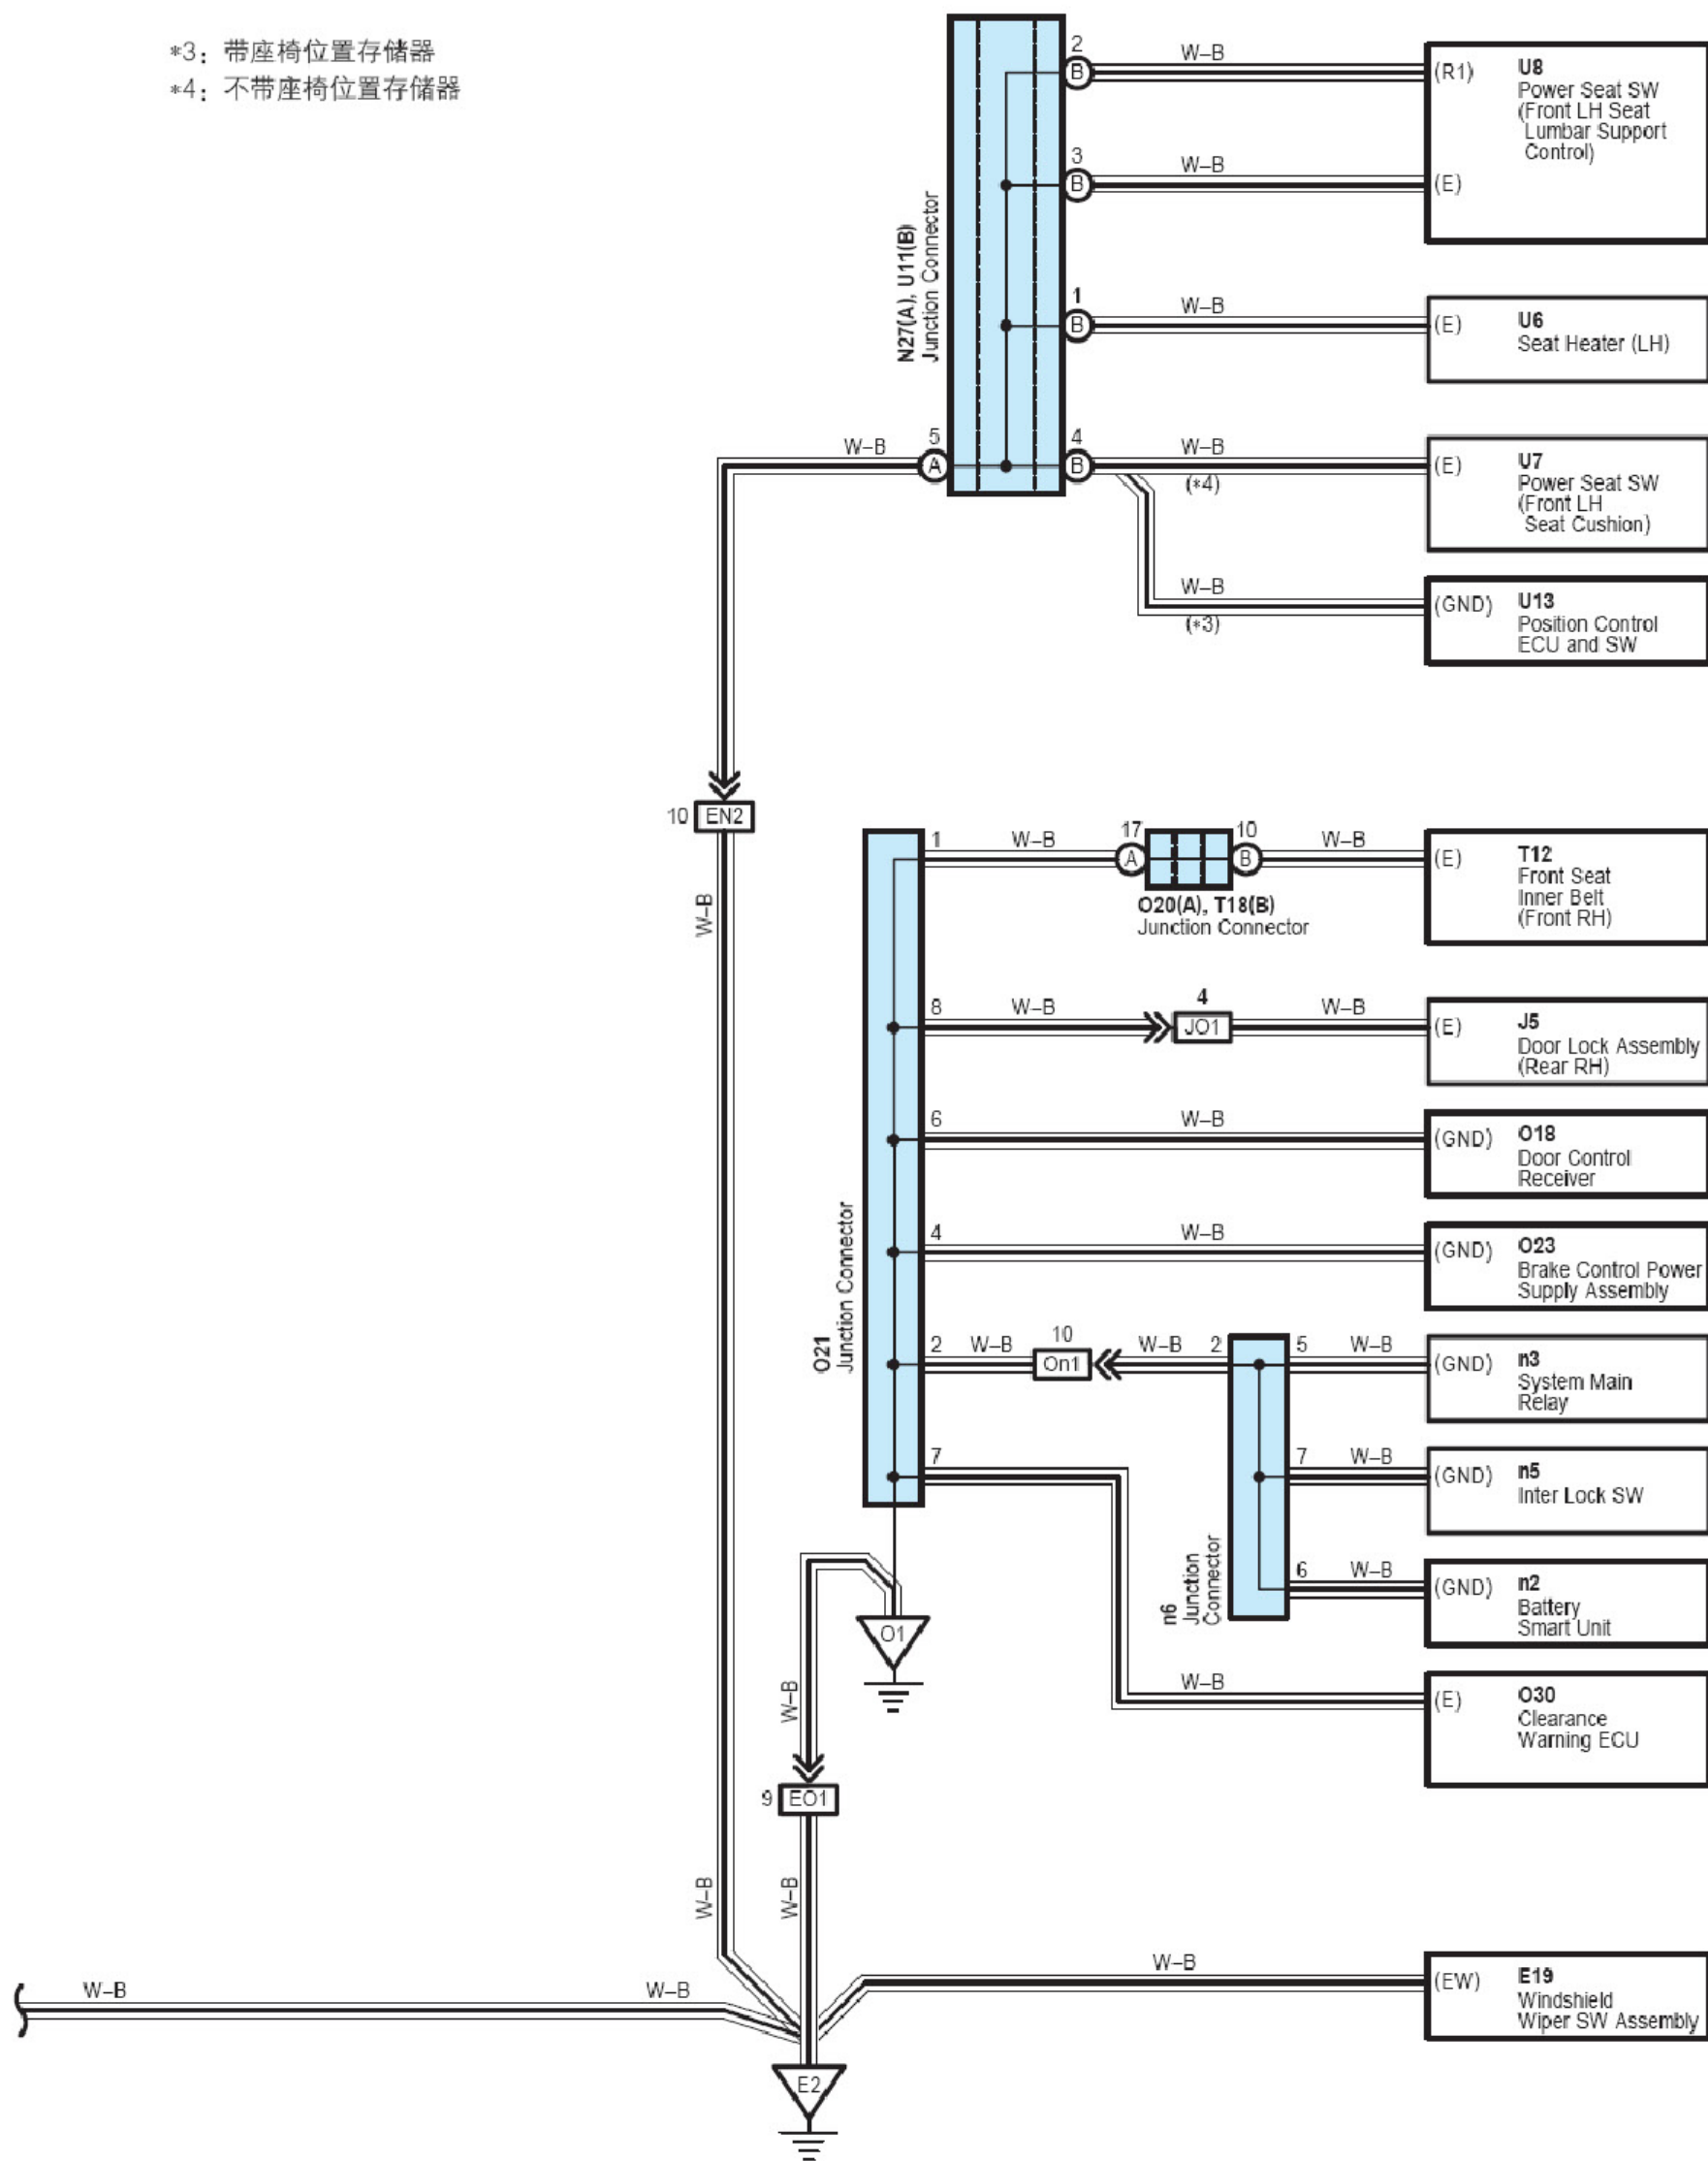 *3：带座椅位置存储器
*4：不带座椅位置存储器
2
B
W–B
(R1)
U8
Power Seat SW
(Front LH Seat
Lumbar Support
Control)
3
B
W–B
(E)
N27(A), U11(B)
Junction Connector
1
B
W–B
(E)
U6
Seat Heater (LH)
W–B
5
A
4
B
W–B
(*4)
(E)
U7
Power Seat SW
(Front LH
Seat Cushion)
W–B
(*3)
(GND)
U13
Position Control
ECU and SW
10
EN2
W–B
1
W–B
17
A
10
B
W–B
O20(A), T18(B)
Junction Connector
(E)
T12
Front Seat
Inner Belt
(Front RH)
8
W–B
4
JO1
W–B
(E)
J5
Door Lock Assembly
(Rear RH)
6
W–B
(GND)
O18
Door Control
Receiver
4
W–B
(GND)
O23
Brake Control Power
Supply Assembly
O21
Junction Connector
2
W–B
10
On1
W–B
2
5
W–B
(GND)
n3
System Main
Relay
7
7
W–B
(GND)
n5
Inter Lock SW
n6
Junction
Connector
6
W–B
(GND)
n2
Battery
Smart Unit
O1
W–B
W–B
(E)
O30
Clearance
Warning ECU
9
EO1
W–B
W–B
W–B
W–B
W–B
(EW)
E19
Windshield
Wiper SW Assembly
E2